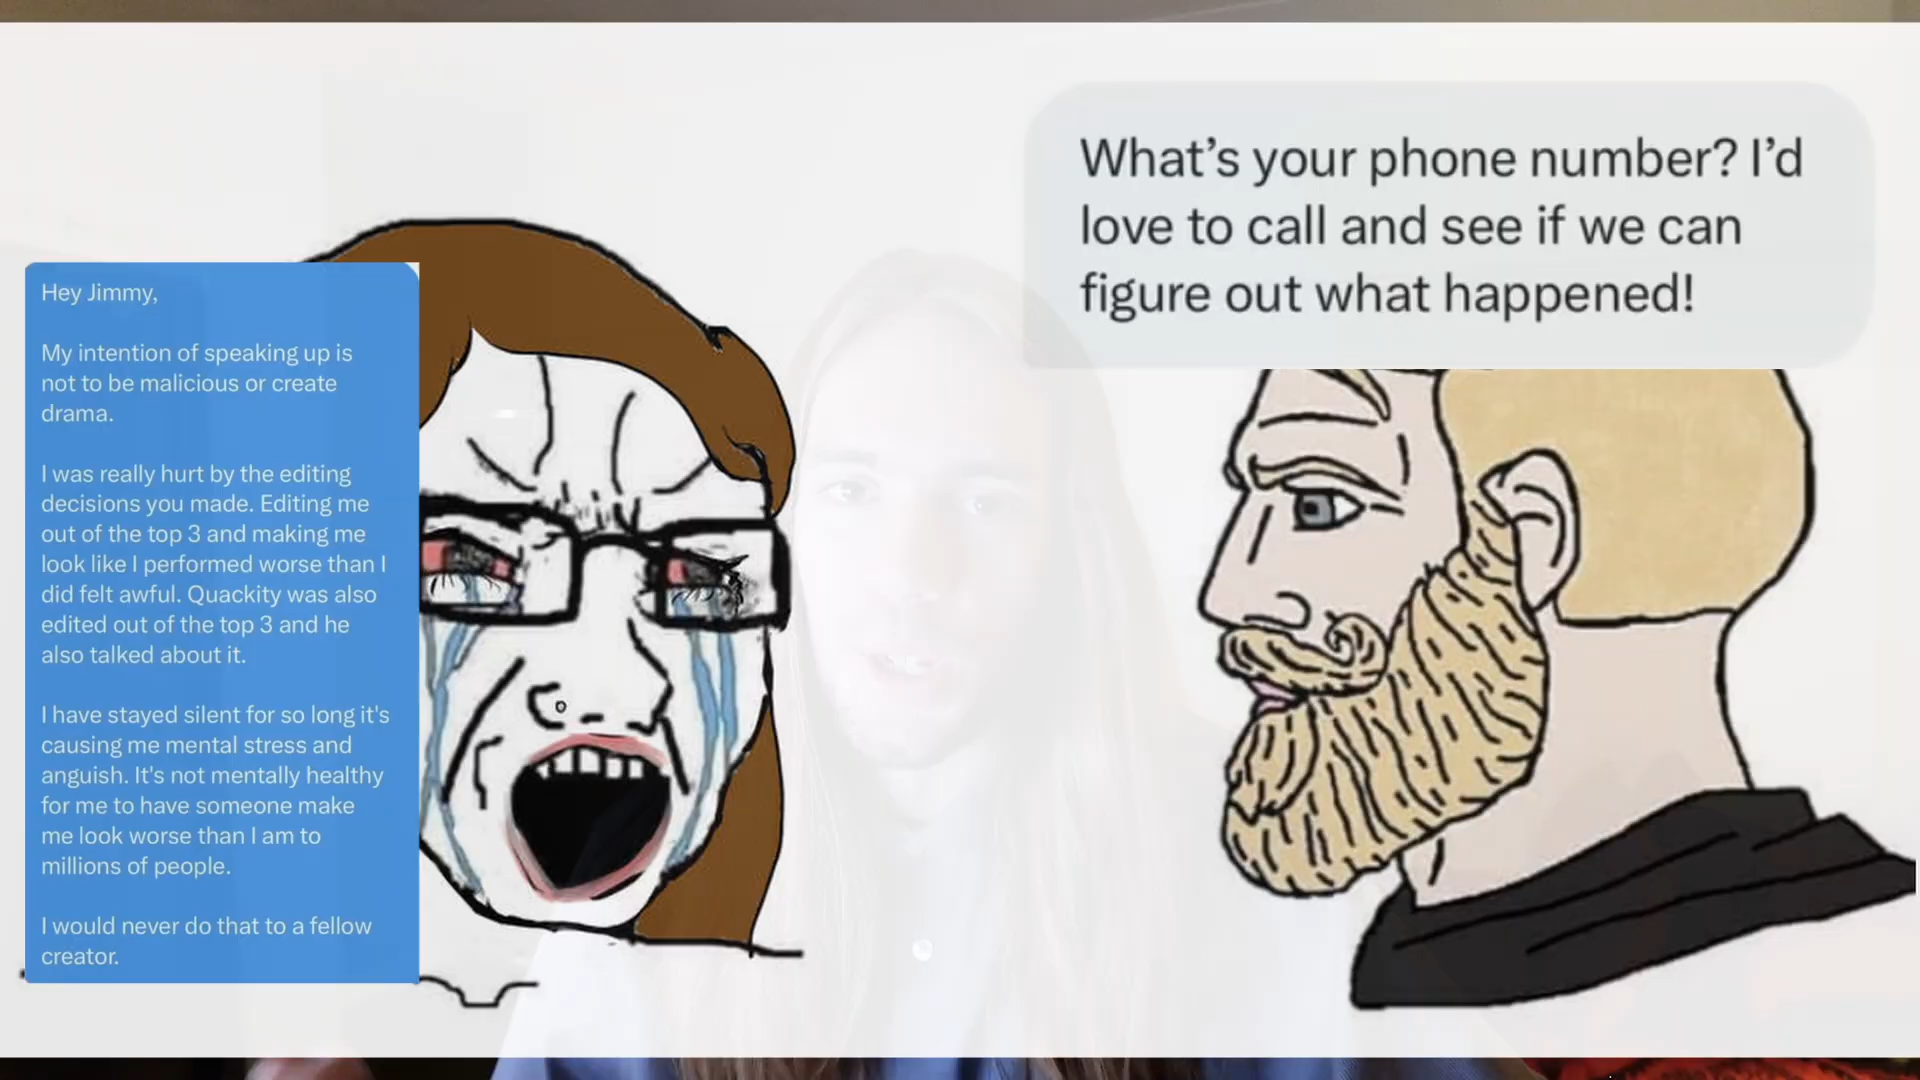 Hey Jimmy,
My intention of speaking up is
not to be malicious or create
drama.
I was really hurt by the editing
decisions you made. Editing me
out of the top 3 and making me
look like I performed worse than I
did felt awful. Quackity was also
edited out of the top 3 and he
also talked about it.
I have stayed silent for so long it's
causing me mental stress and
anguish. It's not mentally healthy
for me to have someone make
me look worse than I am to
millions of people.
I would never do that to a fellow
creator.
What’s your phone number? I’d
love to call and see if we can
figure out what happened!